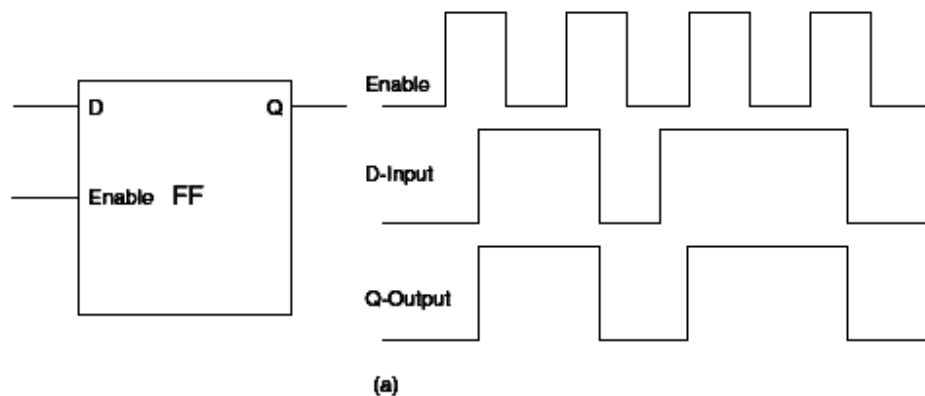 D Q
Enable FF
Enable
D-Input
Q-Output
(a)